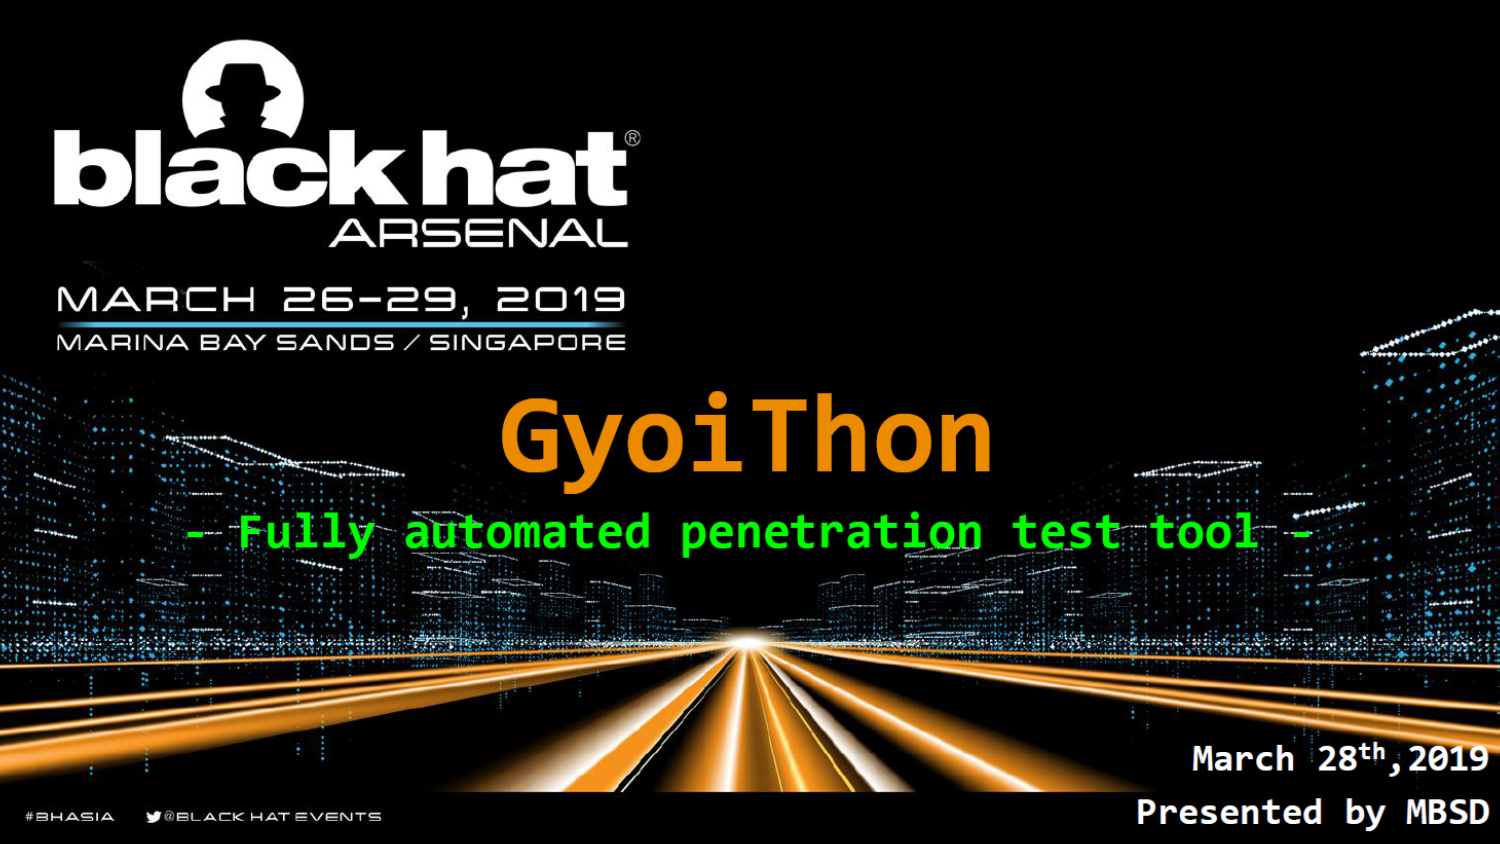 black hat®
ARSENAL
MARCH 26-29, 2019
MARINA BAY SANDS / SINGAPORE
GyoiThon
- Fully automated penetration test tool -
March 28th,2019
Presented by MBSD
#BHASIA @BLACK HAT EVENTS